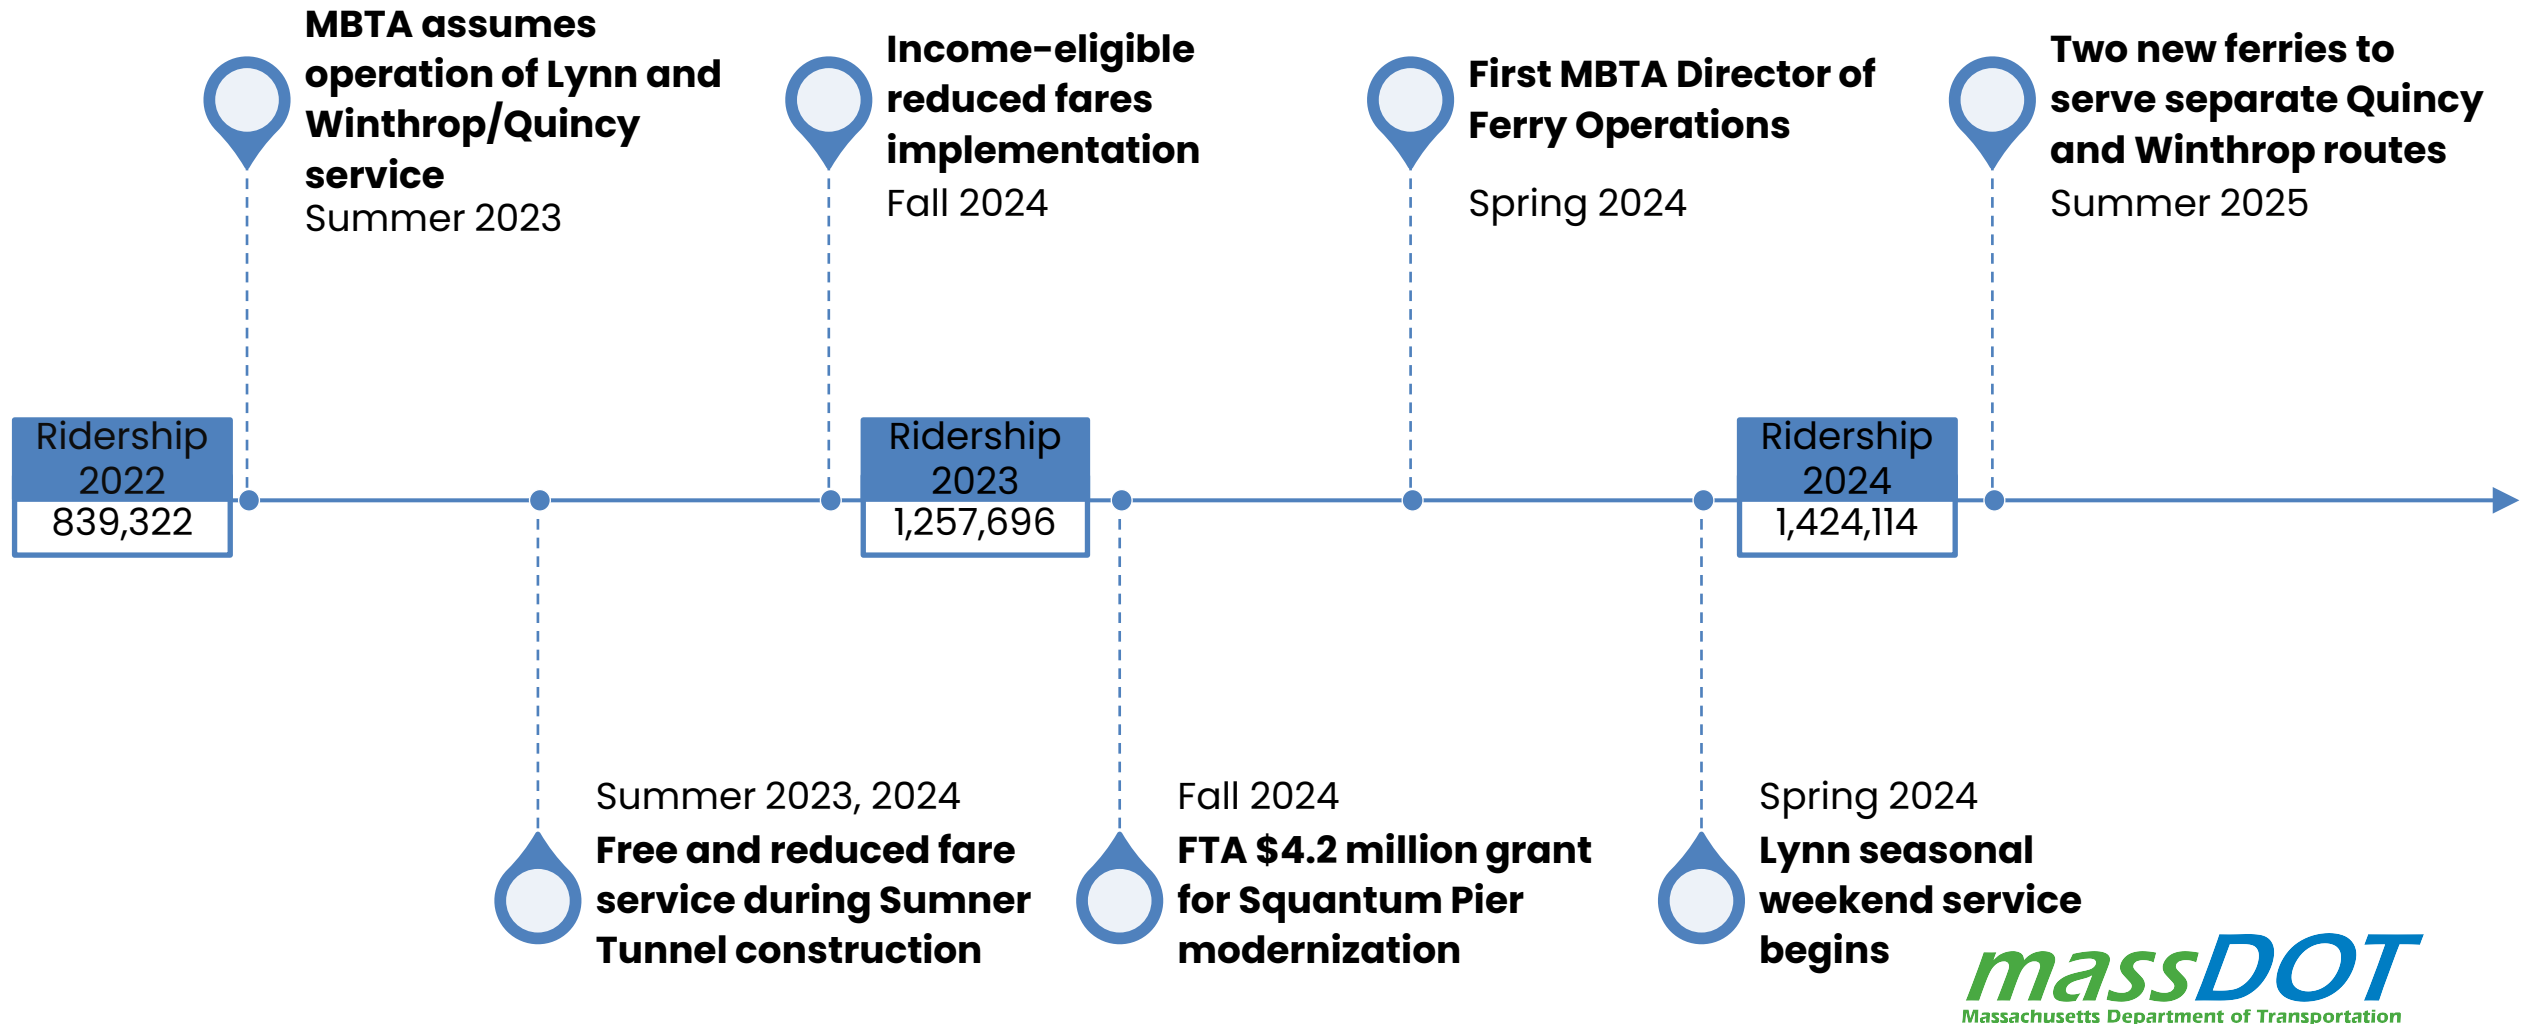 MBTA assumes
operation of Lynn and
Winthrop/Quincy
service
Summer 2023
Income-eligible
reduced fares
implementation
Fall 2024
First MBTA Director of
Ferry Operations
Spring 2024
Two new ferries to
serve separate Quincy
and Winthrop routes
Summer 2025
Ridership
2022
839,322
Ridership
2023
1,257,696
Ridership
2024
1,424,114
Summer 2023, 2024
Free and reduced fare
service during Sumner
Tunnel construction
Fall 2024
FTA $4.2 million grant
for Squantum Pier
modernization
Spring 2024
Lynn seasonal
weekend service
begins
massDOT
Massachusetts Department of Transportation